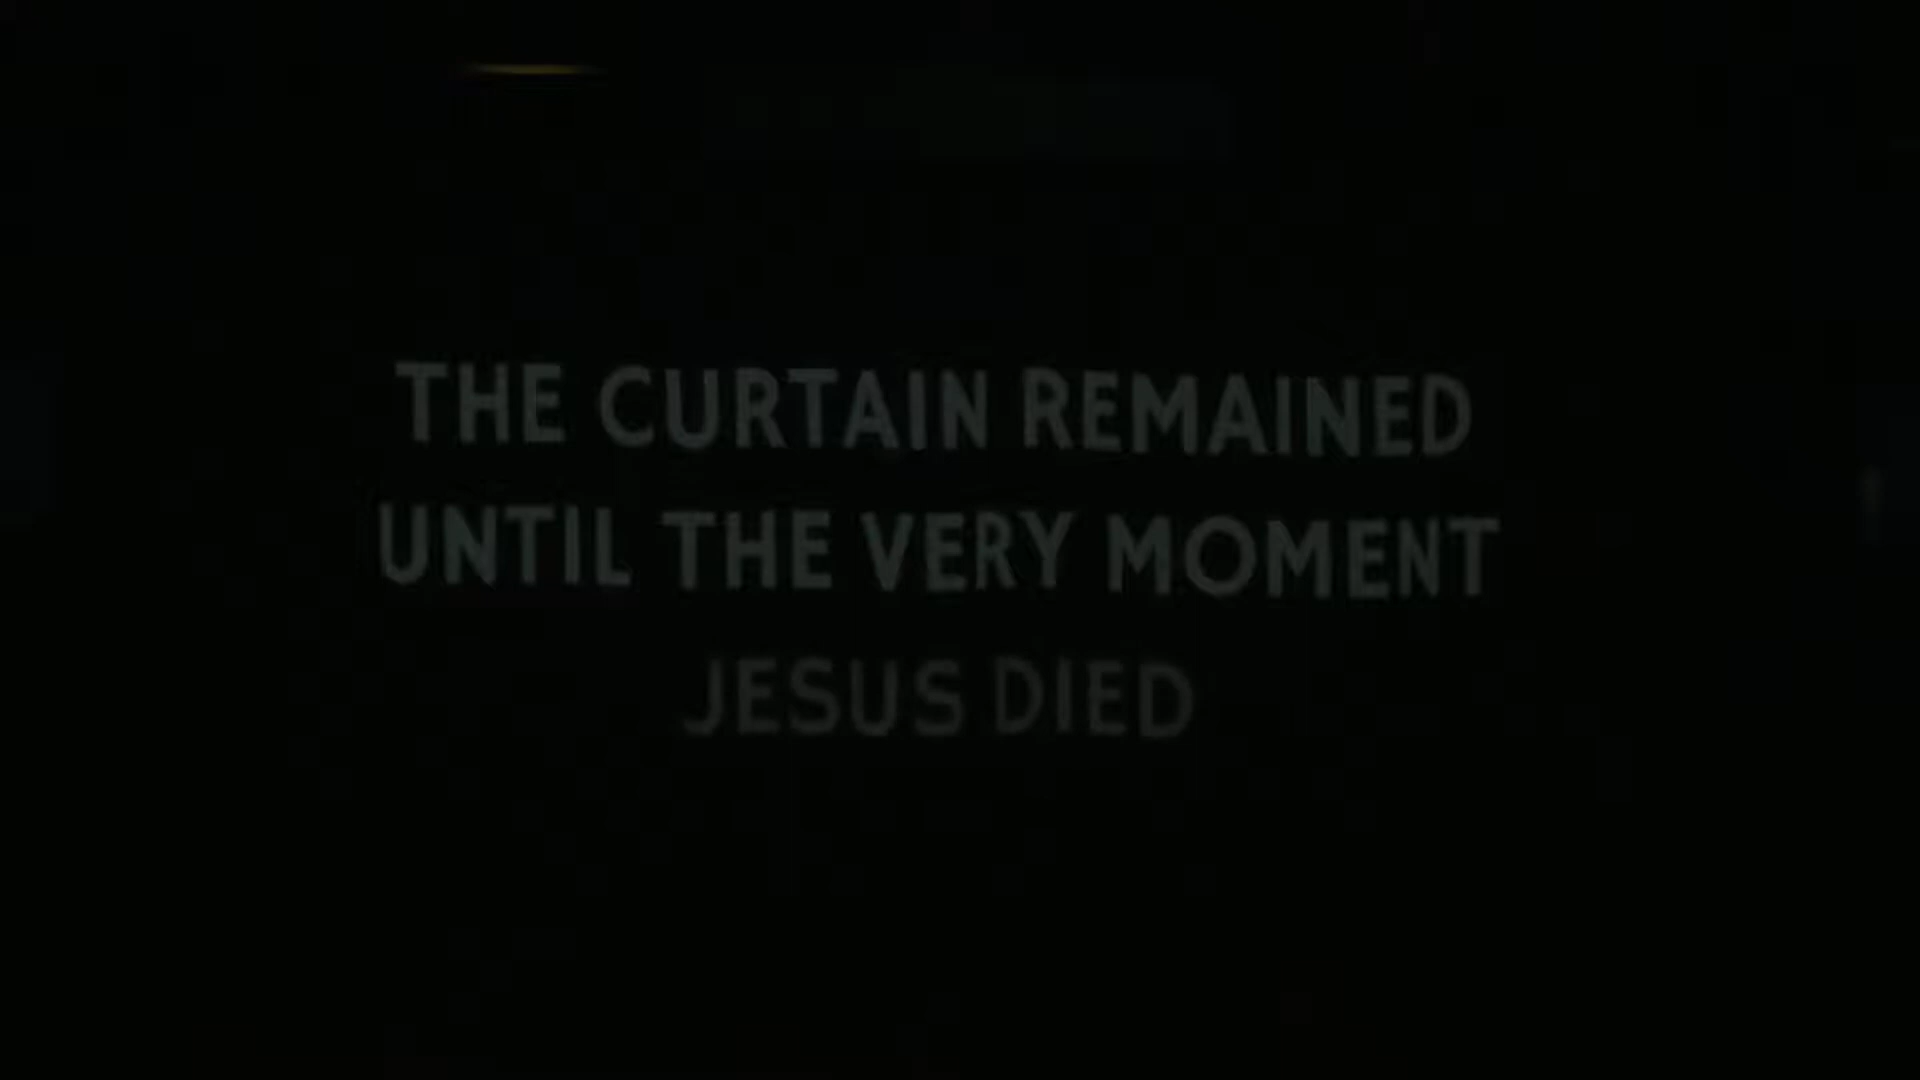 THE CURTAIN REMAINED
UNTIL THE VERY MOMENT
JESUS DIED